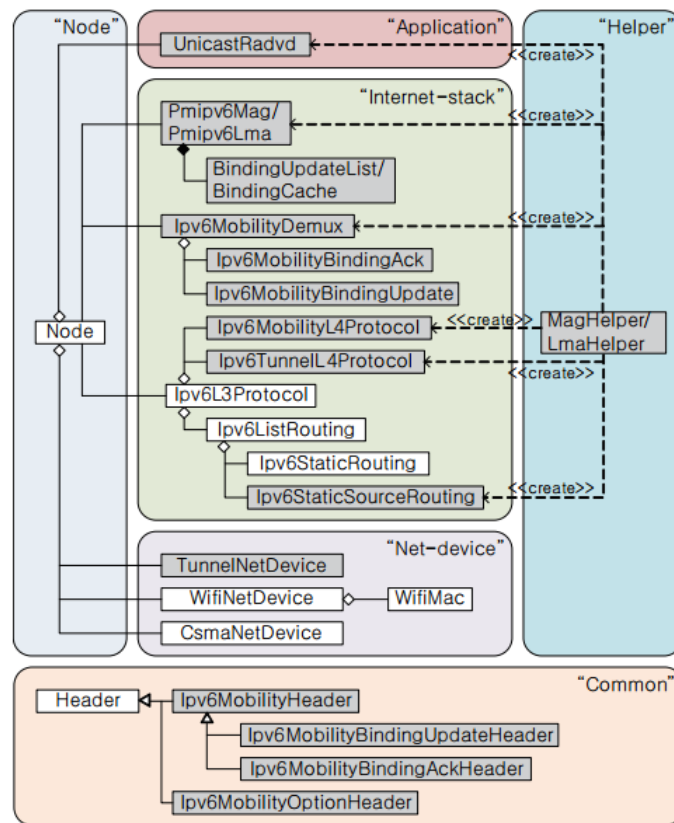 “Node”
“Application”
“Helper”
UnicastRadvd
<<create>>
“Internet-stack”
Pmipv6Mag/
Pmipv6Lma
<<create>>
BindingUpdateList/
BindingCache
Ipv6MobilityDemux
<<create>>
Ipv6MobilityBindingAck
Ipv6MobilityBindingUpdate
Node
Ipv6MobilityL4Protocol
<<create>>
MagHelper/
LmaHelper
Ipv6TunnelL4Protocol
<<create>>
Ipv6L3Protocol
Ipv6ListRouting
Ipv6StaticRouting
Ipv6StaticSourceRouting
<<create>>
“Net-device”
TunnelNetDevice
WifiNetDevice
WifiMac
CsmaNetDevice
“Common”
Header
Ipv6MobilityHeader
Ipv6MobilityBindingUpdateHeader
Ipv6MobilityBindingAckHeader
Ipv6MobilityOptionHeader